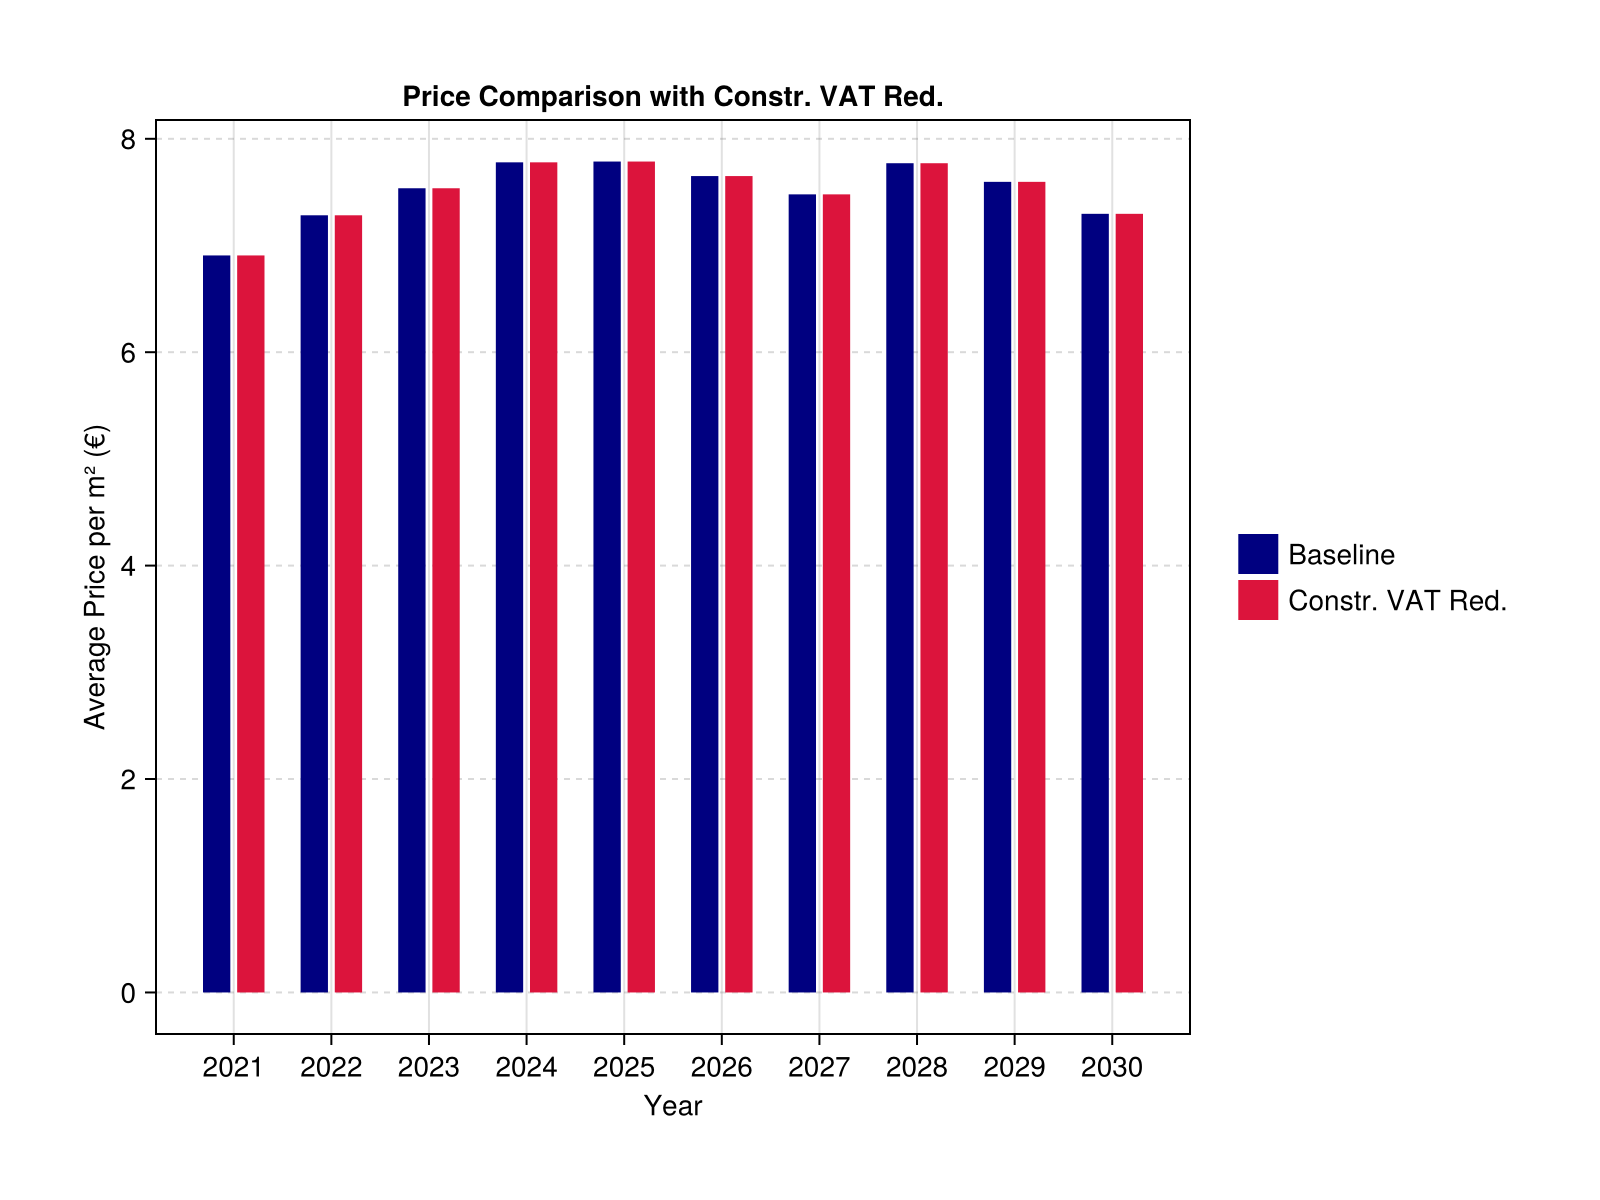 Price Comparison with Constr. VAT Red.
8
6
4
2
0
Average Price per m² (€)
2021 2022 2023 2024 2025 2026 2027 2028 2029 2030
Year
Baseline
Constr. VAT Red.